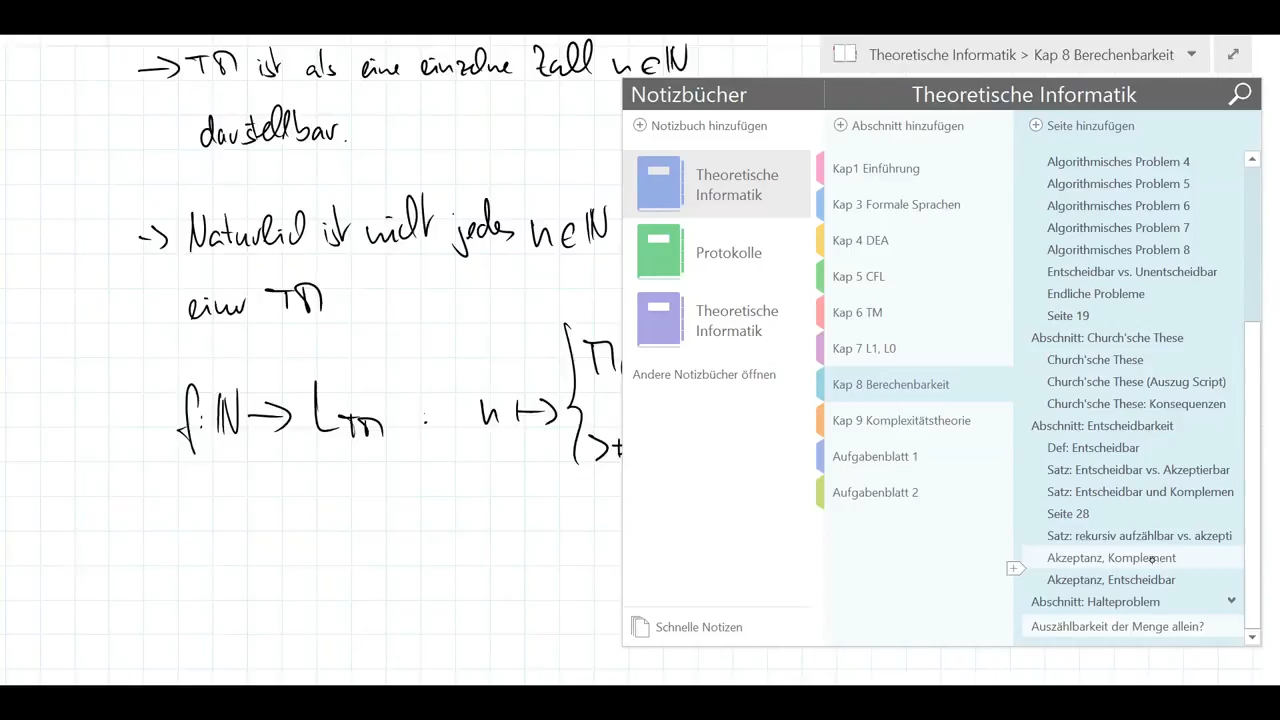 → TM ist als eine einzelne Zahl n ∈ ℕ
darstellbar.
→ Natürlich ist nicht jedes n ∈ ℕ
eine TM
f: ℕ → L_TM : n ↦ {
Theoretische Informatik > Kap 8 Berechenbarkeit
Notizbücher
Theoretische Informatik
Notizbuch hinzufügen
Theoretische
Informatik
Protokolle
Theoretische
Informatik
Andere Notizbücher öffnen
Schnelle Notizen
Abschnitt hinzufügen
Kap1 Einführung
Kap 3 Formale Sprachen
Kap 4 DEA
Kap 5 CFL
Kap 6 TM
Kap 7 L1, L0
Kap 8 Berechenbarkeit
Kap 9 Komplexitätstheorie
Aufgabenblatt 1
Aufgabenblatt 2
Seite hinzufügen
Algorithmisches Problem 4
Algorithmisches Problem 5
Algorithmisches Problem 6
Algorithmisches Problem 7
Algorithmisches Problem 8
Entscheidbar vs. Unentscheidbar
Endliche Probleme
Seite 19
Abschnitt: Church'sche These
Church'sche These
Church'sche These (Auszug Script)
Church'sche These: Konsequenzen
Abschnitt: Entscheidbarkeit
Def: Entscheidbar
Satz: Entscheidbar vs. Akzeptierbar
Satz: Entscheidbar und Komplemen
Seite 28
Satz: rekursiv aufzählbar vs. akzepti
Akzeptanz, Komplement
Akzeptanz, Entscheidbar
Abschnitt: Halteproblem
Auszählbarkeit der Menge allein?